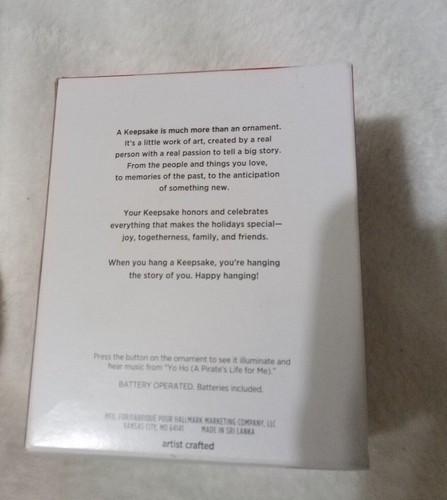 A Keepsake is much more than an ornament.
It's a little work of art, created by a real
person with a real passion to tell a big story.
From the people and things you love,
to memories of the past, to the anticipation
of something new.
Your Keepsake honors and celebrates
everything that makes the holidays special—
joy, togetherness, family, and friends.
When you hang a Keepsake, you're hanging
the story of you. Happy hanging!
Press the button on the ornament to see it illuminate and
hear music from "Yo Ho (A Pirate's Life for Me)."
BATTERY OPERATED. Batteries included.
MFD. FOR/FABRIQUÉ POUR HALLMARK MARKETING COMPANY, LLC
KANSAS CITY, MO 64141 MADE IN SRI LANKA
artist crafted